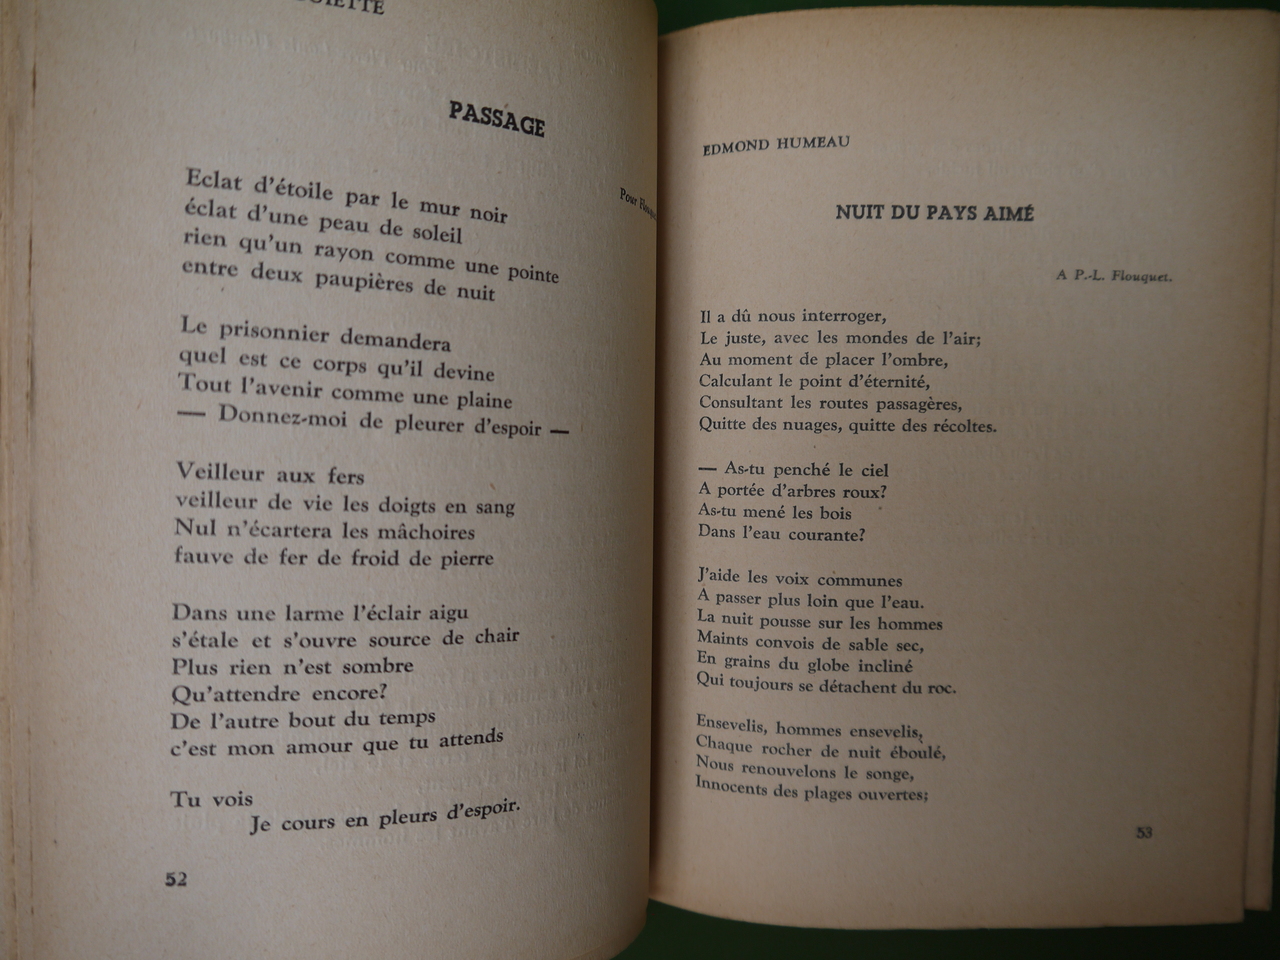 PASSAGE
Pour
Eclat d'étoile par le mur noir
éclat d'une peau de soleil
rien qu'un rayon comme une pointe
entre deux paupières de nuit
Le prisonnier demandera
quel est ce corps qu'il devine
Tout l'avenir comme une plaine
— Donnez-moi de pleurer d'espoir —
Veilleur aux fers
veilleur de vie les doigts en sang
Nul n'écartera les mâchoires
fauve de fer de froid de pierre
Dans une larme l'éclair aigu
s'étale et s'ouvre source de chair
Plus rien n'est sombre
Qu'attendre encore?
De l'autre bout du temps
c'est mon amour que tu attends
Tu vois
Je cours en pleurs d'espoir.
52
EDMOND HUMEAU
NUIT DU PAYS AIMÉ
A P.-L. Flouquet.
Il a dû nous interroger,
Le juste, avec les mondes de l'air;
Au moment de placer l'ombre,
Calculant le point d'éternité,
Consultant les routes passagères,
Quitte des nuages, quitte des récoltes.
— As-tu penché le ciel
A portée d'arbres roux?
As-tu mené les bois
Dans l'eau courante?
J'aide les voix communes
A passer plus loin que l'eau.
La nuit pousse sur les hommes
Maints convois de sable sec,
En grains du globe incliné
Qui toujours se détachent du roc.
Ensevelis, hommes ensevelis,
Chaque rocher de nuit éboulé,
Nous renouvelons le songe,
Innocents des plages ouvertes;
53